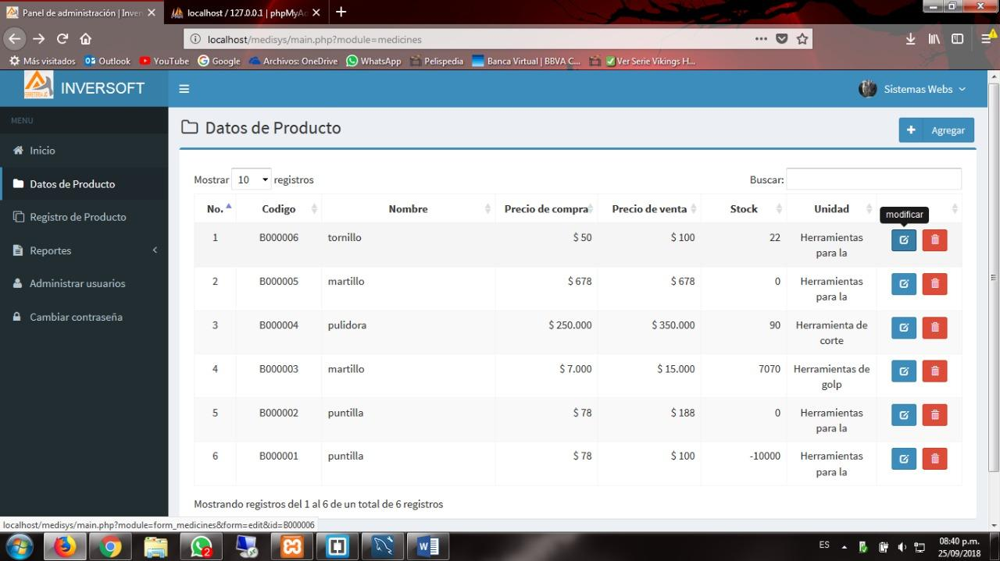 Panel de administración | Inver
localhost / 127.0.0.1 | phpMyAd
localhost/medisys/main.php?module=medicines
Más visitados Outlook YouTube Google Archivos: OneDrive WhatsApp Pelispedia Banca Virtual | BBVA C... Ver Serie Vikings H...
FERRETERIA JC
INVERSOFT
Sistemas Webs
MENU
Inicio
Datos de Producto
Registro de Producto
Reportes
Administrar usuarios
Cambiar contraseña
Datos de Producto
Agregar
Mostrar 10 registros
Buscar:
No. Codigo Nombre Precio de compra Precio de venta Stock Unidad
modificar
1 B000006 tornillo $ 50 $ 100 22 Herramientas
para la
2 B000005 martillo $ 678 $ 678 0 Herramientas
para la
3 B000004 pulidora $ 250.000 $ 350.000 90 Herramienta de
corte
4 B000003 martillo $ 7.000 $ 15.000 7070 Herramientas de
golp
5 B000002 puntilla $ 78 $ 188 0 Herramientas
para la
6 B000001 puntilla $ 78 $ 100 -10000 Herramientas
para la
Mostrando registros del 1 al 6 de un total de 6 registros
localhost/medisys/main.php?module=form_medicines&form=edit&id=B000006
2
ES
08:40 p.m.
25/09/2018